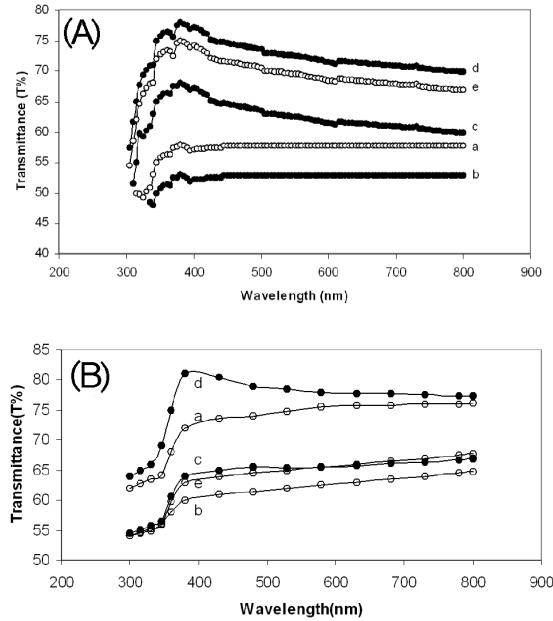 (A)
80
75
70
65
60
55
50
45
40
Transmittance (T%)
d
e
c
a
b
200 300 400 500 600 700 800 900
Wavelength (nm)
(B)
85
80
75
70
65
60
55
50
Transmittance(T%)
d
a
c
e
b
200 300 400 500 600 700 800 900
Wavelength(nm)